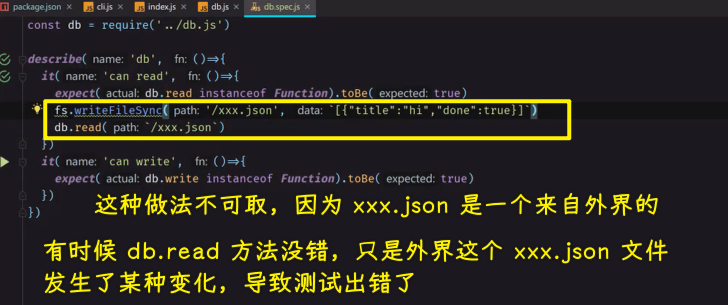 package.json × cli.js × index.js × db.js × db.spec.js ×
const db = require('../db.js')
describe( name: 'db', fn: ()=>{
it( name: 'can read', fn: ()=>{
expect( actual: db.read instanceof Function).toBe( expected: true)
fs.writeFileSync( path: '/xxx.json', data: `[{"title":"hi","done":true}]`)
db.read( path: `/xxx.json`)
})
it( name: 'can write', fn: ()=>{
expect( actual: db.write instanceof Function).toBe( expected: true)
})
})
这种做法不可取，因为 xxx.json 是一个来自外界的
有时候 db.read 方法没错，只是外界这个 xxx.json 文件
发生了某种变化，导致测试出错了